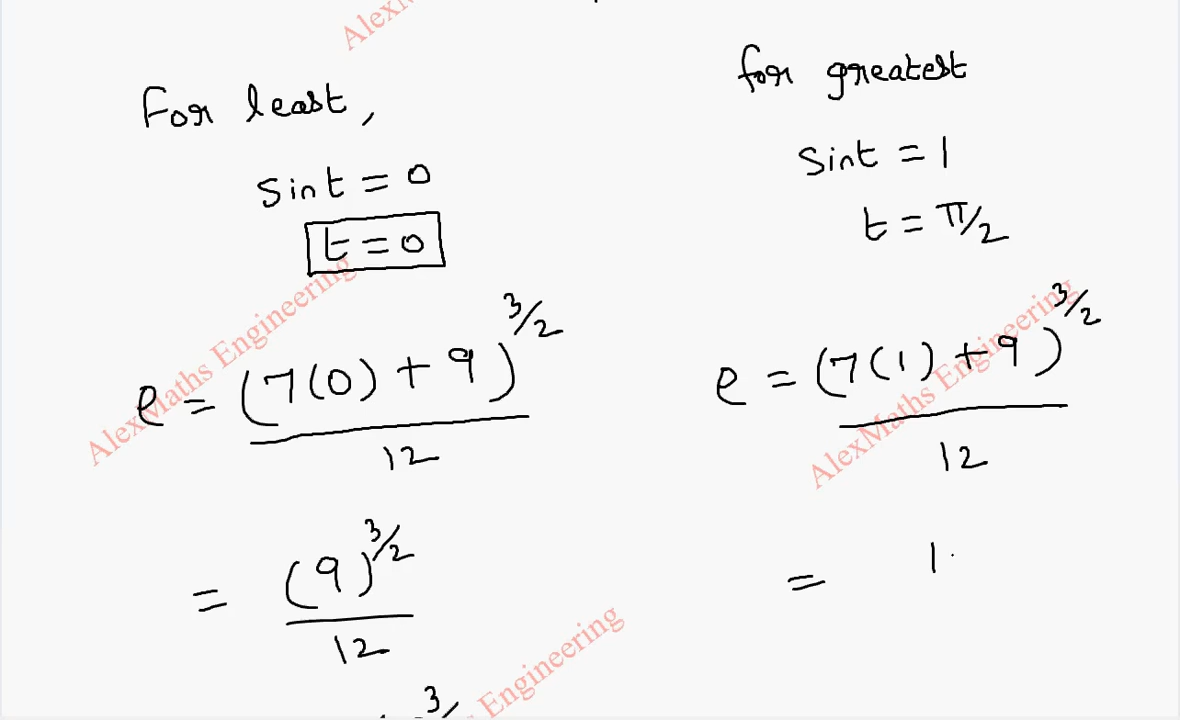 For least,
sin t = 0
t = 0
e = (7(0) + 9)^3/2
12
= (9)^3/2
12
3/
for greatest
sin t = 1
t = π/2
e = (7(1) + 9)^3/2
12
= 1
AlexMaths Engineering
AlexMaths Engineering